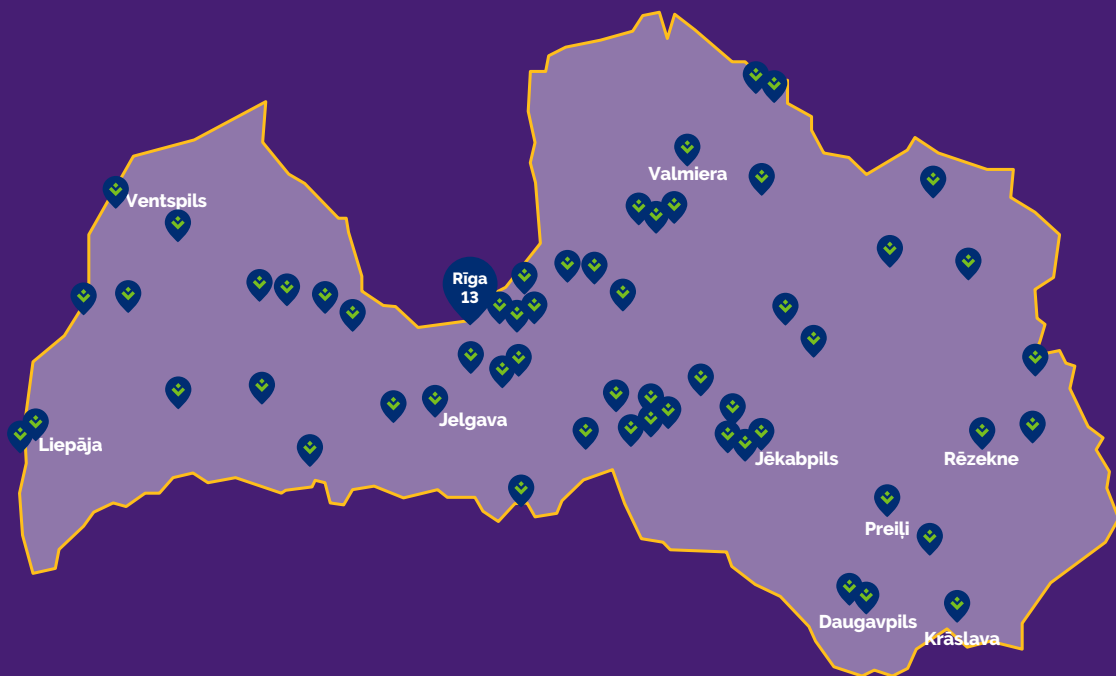 Valmiera
Ventspils
Rīga
13
Jelgava
Liepāja
Jēkabpils
Rēzekne
Preiļi
Daugavpils
Krāslava